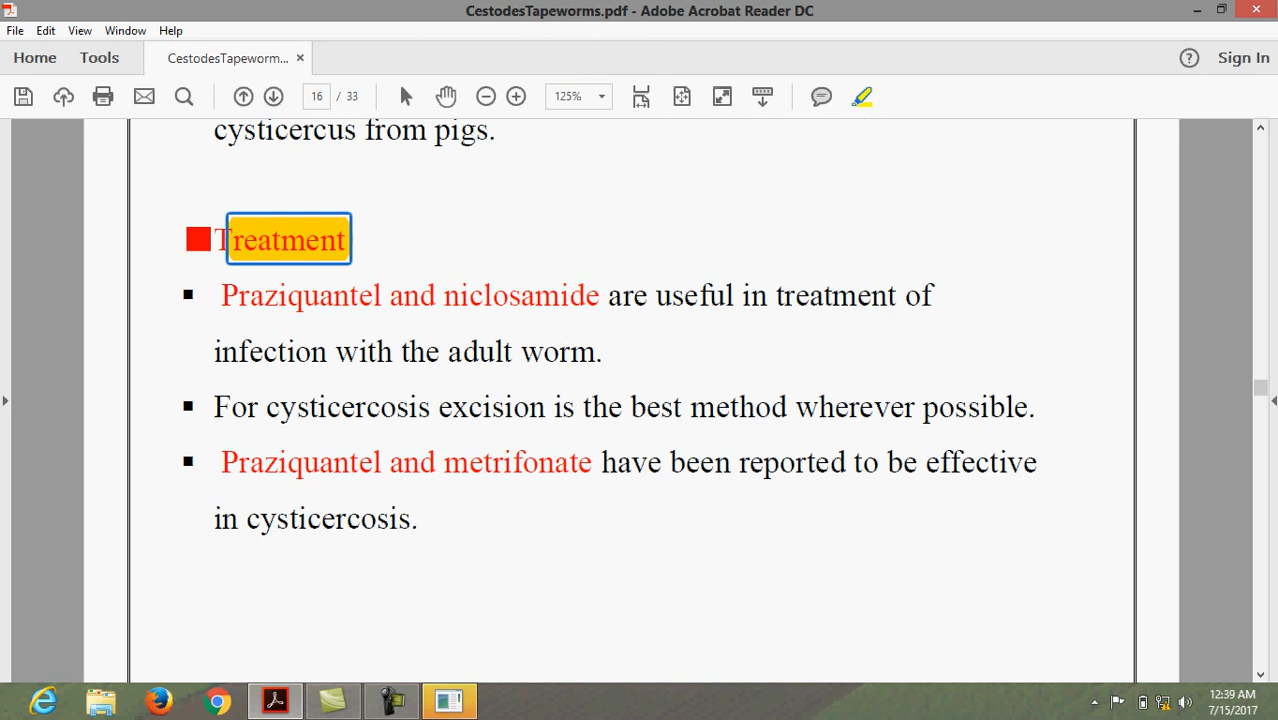 CestodesTapeworms.pdf - Adobe Acrobat Reader DC
File Edit View Window Help
Home Tools CestodesTapeworm... × Sign In
16 / 33 125%
cysticercus from pigs.
Treatment
▪ Praziquantel and niclosamide are useful in treatment of
infection with the adult worm.
▪ For cysticercosis excision is the best method wherever possible.
▪ Praziquantel and metrifonate have been reported to be effective
in cysticercosis.
12:39 AM
7/15/2017